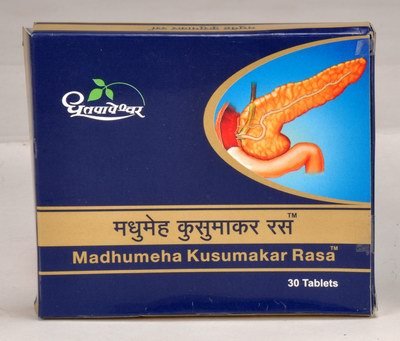 धूतपापेश्वर
मधुमेह कुसुमाकर रस™
Madhumeha Kusumakar Rasa™
30 Tablets